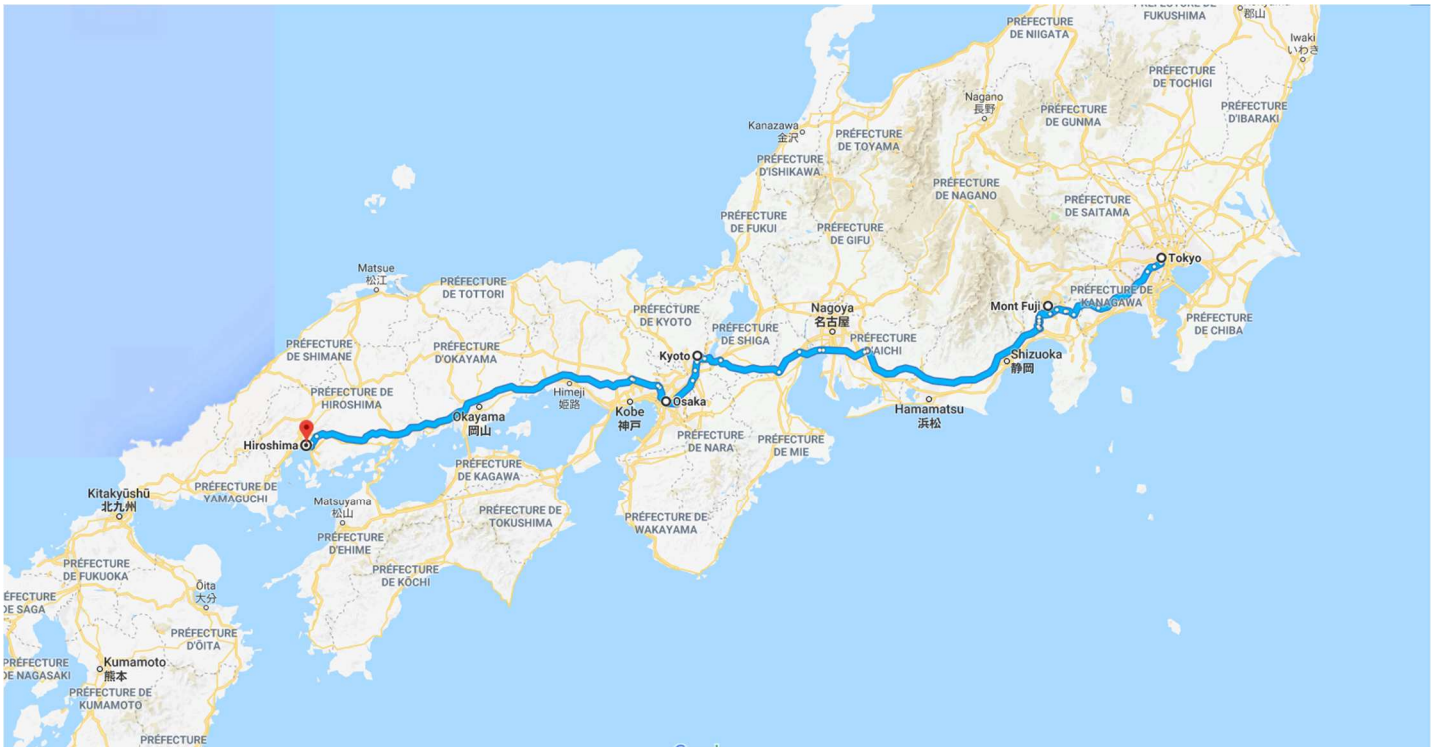 PRÉFECTURE DE
FUKUSHIMA
郡山
PRÉFECTURE
DE NIIGATA
Iwaki
いわき
PRÉFECTURE
DE TOCHIGI
Nagano
長野
PRÉFECTURE
DE GUNMA
PRÉFECTURE
D'IBARAKI
Kanazawa
金沢
PRÉFECTURE
DE TOYAMA
PRÉFECTURE
D'ISHIKAWA
PRÉFECTURE
DE NAGANO
PRÉFECTURE
DE SAITAMA
PRÉFECTURE
DE FUKUI
PRÉFECTURE
DE GIFU
Tokyo
Matsue
松江
PRÉFECTURE
DE TOTTORI
PRÉFECTURE DE
KANAGAWA
Mont Fuji
PRÉFECTURE
DE KYOTO
Nagoya
名古屋
PRÉFECTURE
DE CHIBA
PRÉFECTURE
DE SHIGA
PRÉFECTURE
D'AICHI
PRÉFECTURE
DE SHIMANE
PRÉFECTURE
D'OKAYAMA
Kyoto
Shizuoka
静岡
PRÉFECTURE DE
HIROSHIMA
Himeji
姫路
Osaka
Kobe
神戸
Hamamatsu
浜松
Okayama
岡山
Hiroshima
PRÉFECTURE
DE NARA
PRÉFECTURE
DE MIE
PRÉFECTURE
DE KAGAWA
PRÉFECTURE DE
YAMAGUCHI
Kitakyūshū
北九州
Matsuyama
松山
PRÉFECTURE DE
TOKUSHIMA
PRÉFECTURE DE
WAKAYAMA
PRÉFECTURE
D'EHIME
PRÉFECTURE
DE KŌCHI
PRÉFECTURE
DE FUKUOKA
Ōita
大分
ÉFECTURE
DE SAGA
PRÉFECTURE
D'ŌITA
PRÉFECTURE
DE NAGASAKI
Kumamoto
熊本
PRÉFECTURE DE
KUMAMOTO
PRÉFECTURE